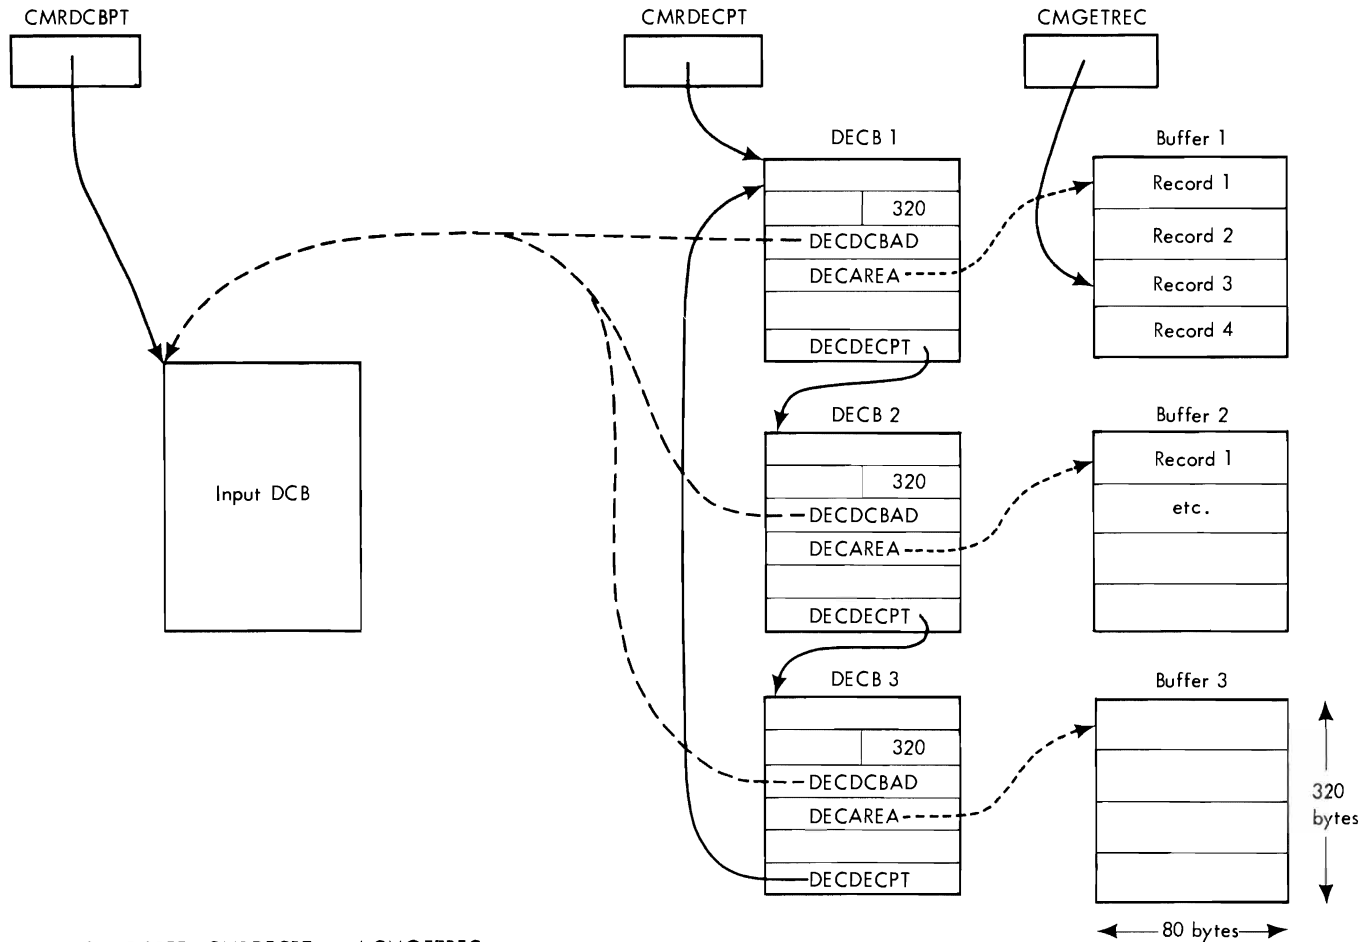 CMRDCBPT
CMRDECPT
CMGETREC
DECB 1
320
DECDCBAD
DECAREA
DECDECPT
Buffer 1
Record 1
Record 2
Record 3
Record 4
Input DCB
DECB 2
320
DECDCBAD
DECAREA
DECDECPT
Buffer 2
Record 1
etc.
DECB 3
320
DECDCBAD
DECAREA
DECDECPT
Buffer 3
320
bytes
80 bytes